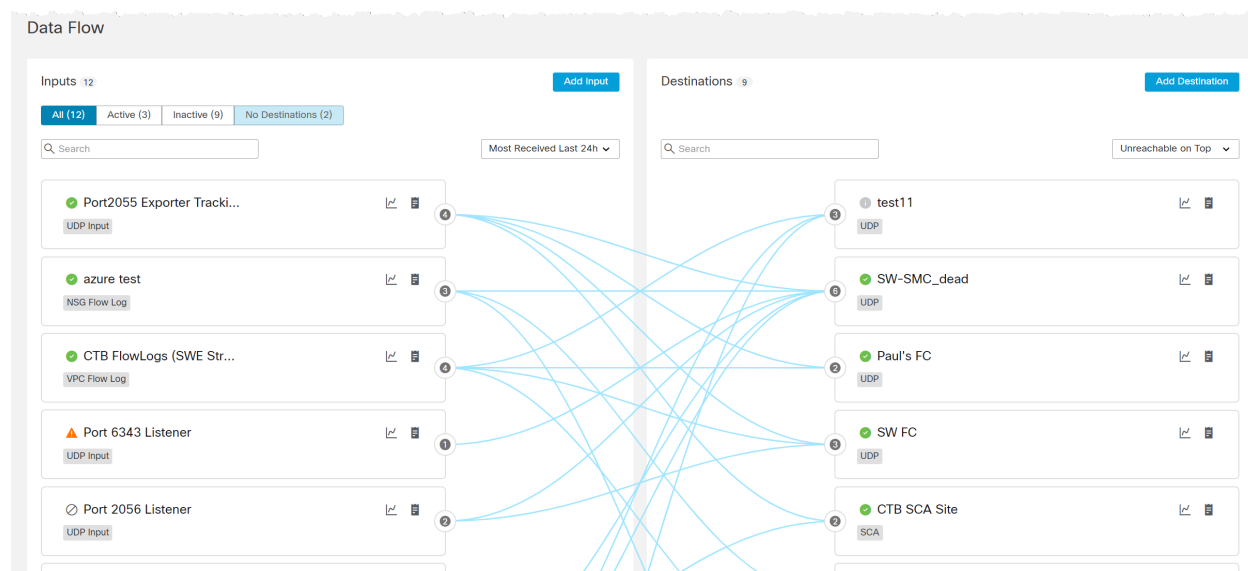 Data Flow
Inputs 12
Add Input
All (12) Active (3) Inactive (9) No Destinations (2)
Search
Most Received Last 24h
Port2055 Exporter Tracki...
UDP Input
4
azure test
NSG Flow Log
3
CTB FlowLogs (SWE Str...
VPC Flow Log
4
Port 6343 Listener
UDP Input
1
Port 2056 Listener
UDP Input
2
Destinations 9
Add Destination
Search
Unreachable on Top
3
test11
UDP
6
SW-SMC_dead
UDP
2
Paul's FC
UDP
3
SW FC
UDP
2
CTB SCA Site
SCA